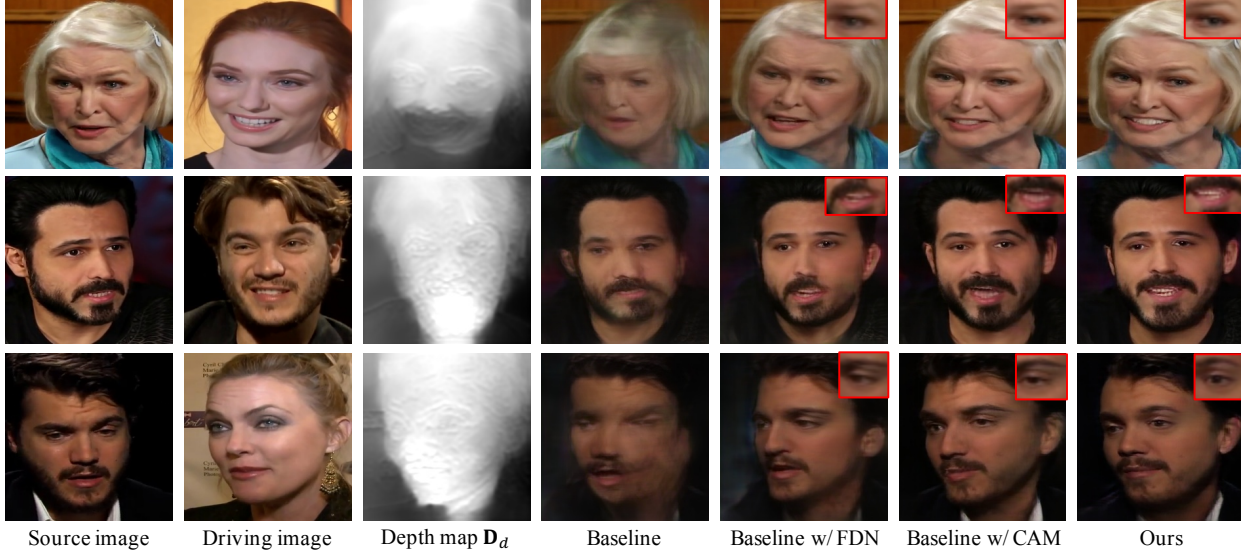 Source image
Driving image
Depth map D_d
Baseline
Baseline w/ FDN
Baseline w/ CAM
Ours